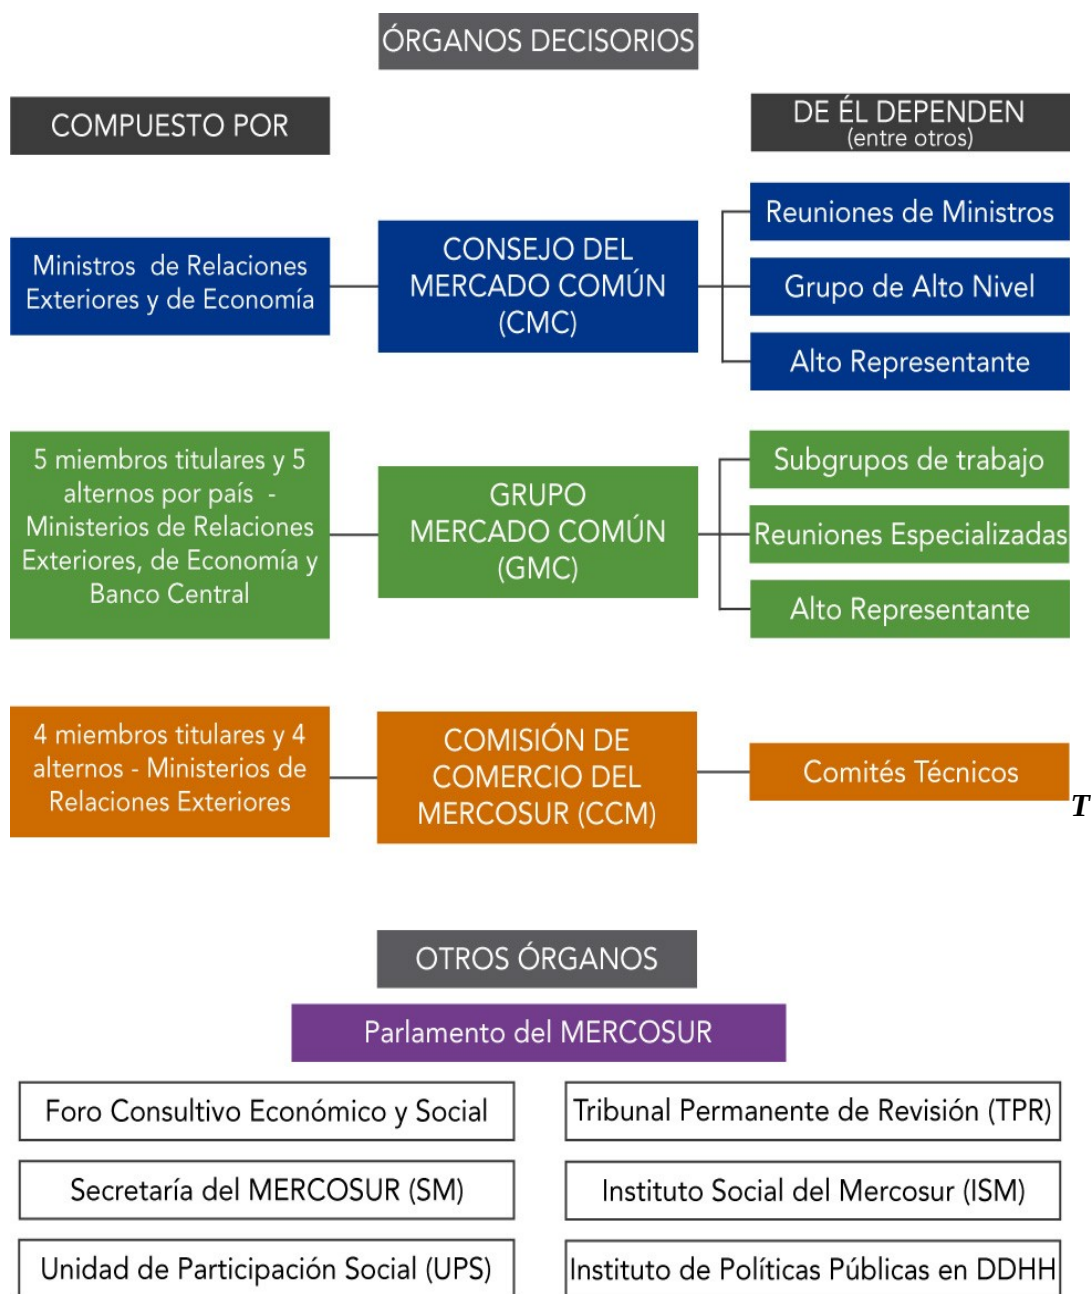 ÓRGANOS DECISORIOS
COMPUESTO POR
DE ÉL DEPENDEN
(entre otros)
Ministros de Relaciones
Exteriores y de Economía
CONSEJO DEL
MERCADO COMÚN
(CMC)
Reuniones de Ministros
Grupo de Alto Nivel
Alto Representante
5 miembros titulares y 5
alternos por país -
Ministerios de Relaciones
Exteriores, de Economía y
Banco Central
GRUPO
MERCADO COMÚN
(GMC)
Subgrupos de trabajo
Reuniones Especializadas
Alto Representante
4 miembros titulares y 4
alternos - Ministerios de
Relaciones Exteriores
COMISIÓN DE
COMERCIO DEL
MERCOSUR (CCM)
Comités Técnicos
T
OTROS ÓRGANOS
Parlamento del MERCOSUR
Foro Consultivo Económico y Social
Tribunal Permanente de Revisión (TPR)
Secretaría del MERCOSUR (SM)
Instituto Social del Mercosur (ISM)
Unidad de Participación Social (UPS)
Instituto de Políticas Públicas en DDHH